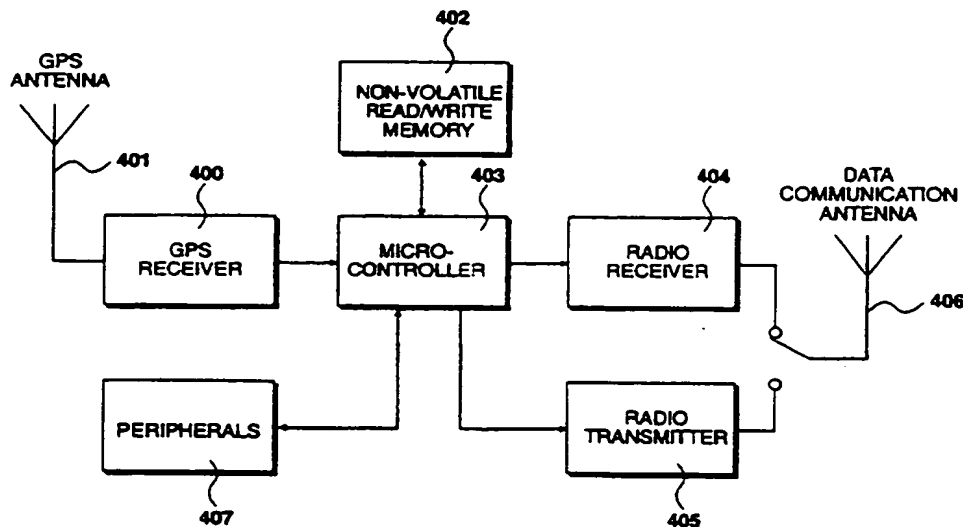 402
GPS
ANTENNA
NON-VOLATILE
READ/WRITE
MEMORY
401
400
403
404
DATA
COMMUNICATION
ANTENNA
GPS
RECEIVER
MICRO-
CONTROLLER
RADIO
RECEIVER
406
PERIPHERALS
RADIO
TRANSMITTER
407
405